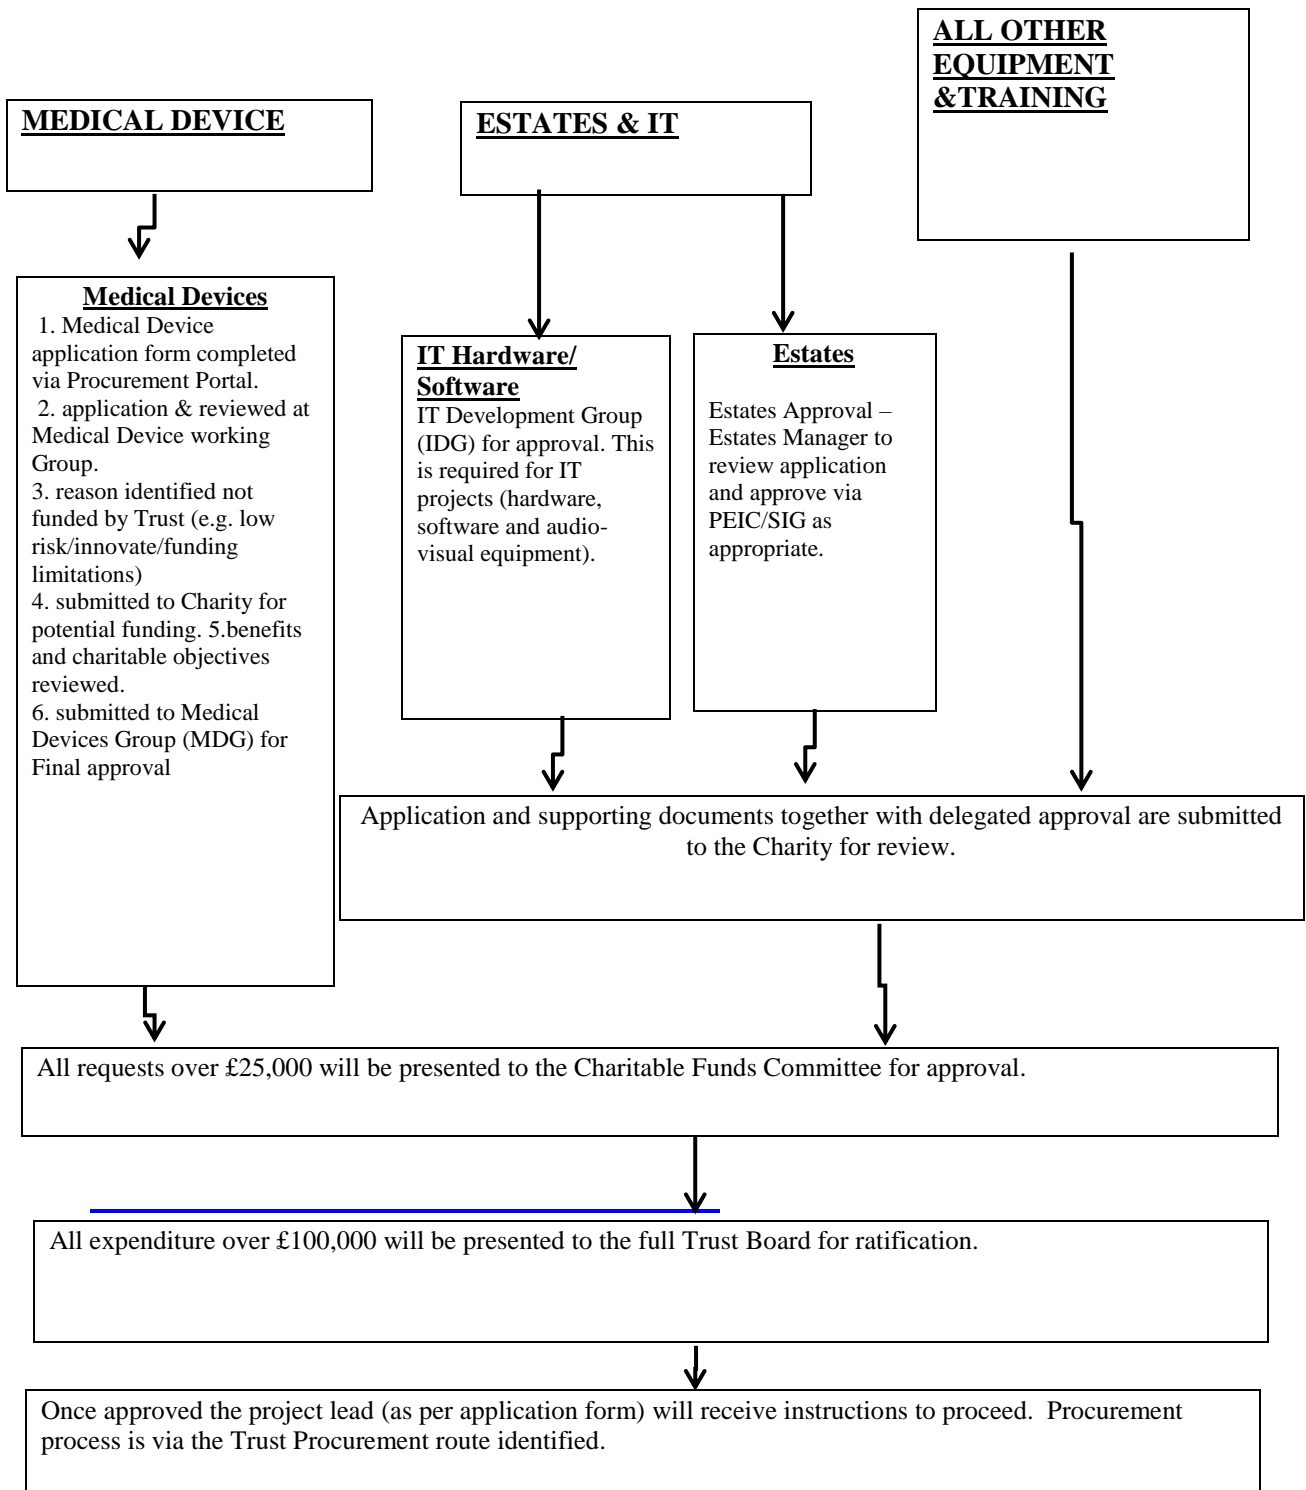 ALL OTHER
EQUIPMENT
&TRAINING
MEDICAL DEVICE
ESTATES & IT
Medical Devices
1. Medical Device
application form completed
via Procurement Portal.
2. application & reviewed at
Medical Device working
Group.
3. reason identified not
funded by Trust (e.g. low
risk/innovate/funding
limitations)
4. submitted to Charity for
potential funding. 5.benefits
and charitable objectives
reviewed.
6. submitted to Medical
Devices Group (MDG) for
Final approval
IT Hardware/
Software
IT Development Group
(IDG) for approval. This
is required for IT
projects (hardware,
software and audio-
visual equipment).
Estates
Estates Approval –
Estates Manager to
review application
and approve via
PEIC/SIG as
appropriate.
Application and supporting documents together with delegated approval are submitted
to the Charity for review.
All requests over £25,000 will be presented to the Charitable Funds Committee for approval.
All expenditure over £100,000 will be presented to the full Trust Board for ratification.
Once approved the project lead (as per application form) will receive instructions to proceed.  Procurement
process is via the Trust Procurement route identified.